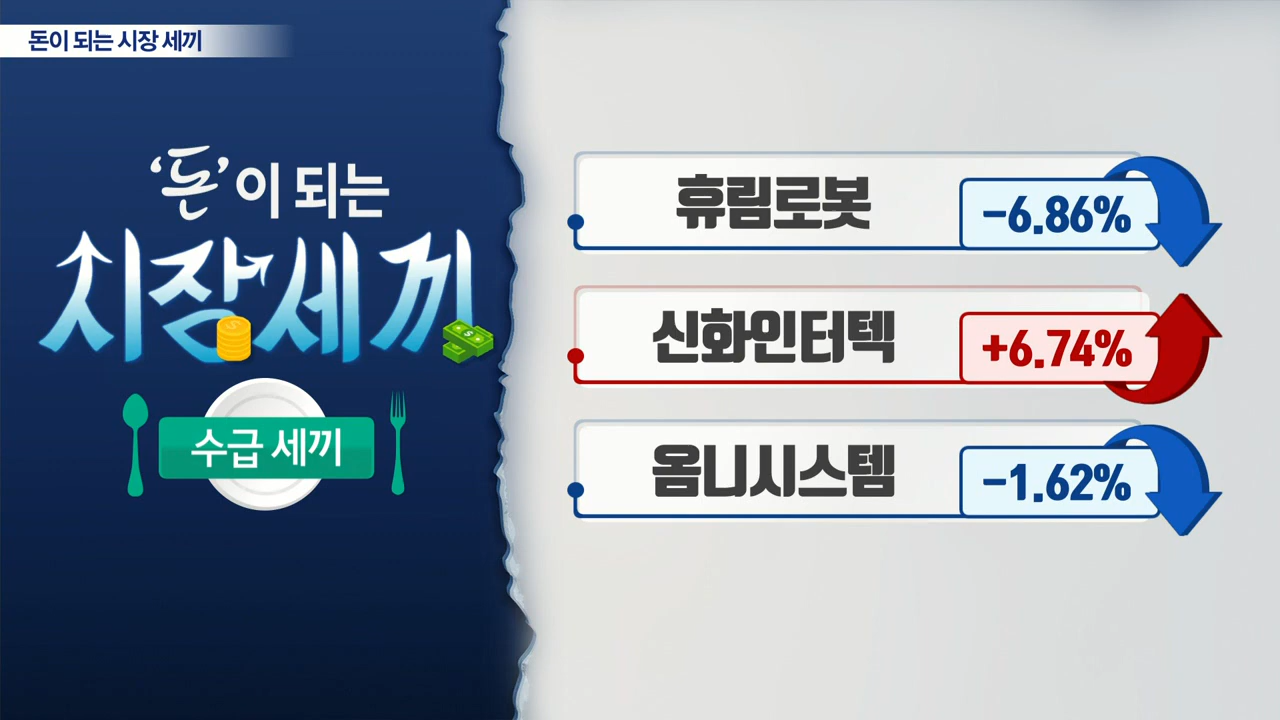 돈이 되는 시장 세끼
'돈'이 되는
시장세끼
수급 세끼
휴림로봇
-6.86%
신화인터텍
+6.74%
옴니시스템
-1.62%